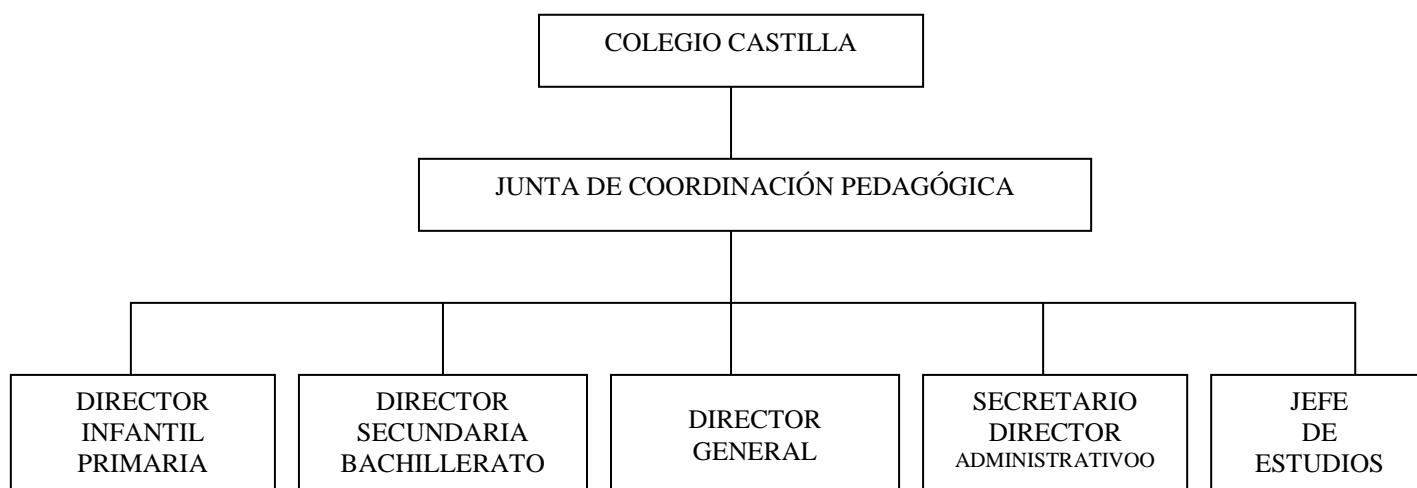 COLEGIO CASTILLA
JUNTA DE COORDINACIÓN PEDAGÓGICA
DIRECTOR
INFANTIL
PRIMARIA
DIRECTOR
SECUNDARIA
BACHILLERATO
DIRECTOR
GENERAL
SECRETARIO
DIRECTOR
ADMINISTRATIVOO
JEFE
DE
ESTUDIOS